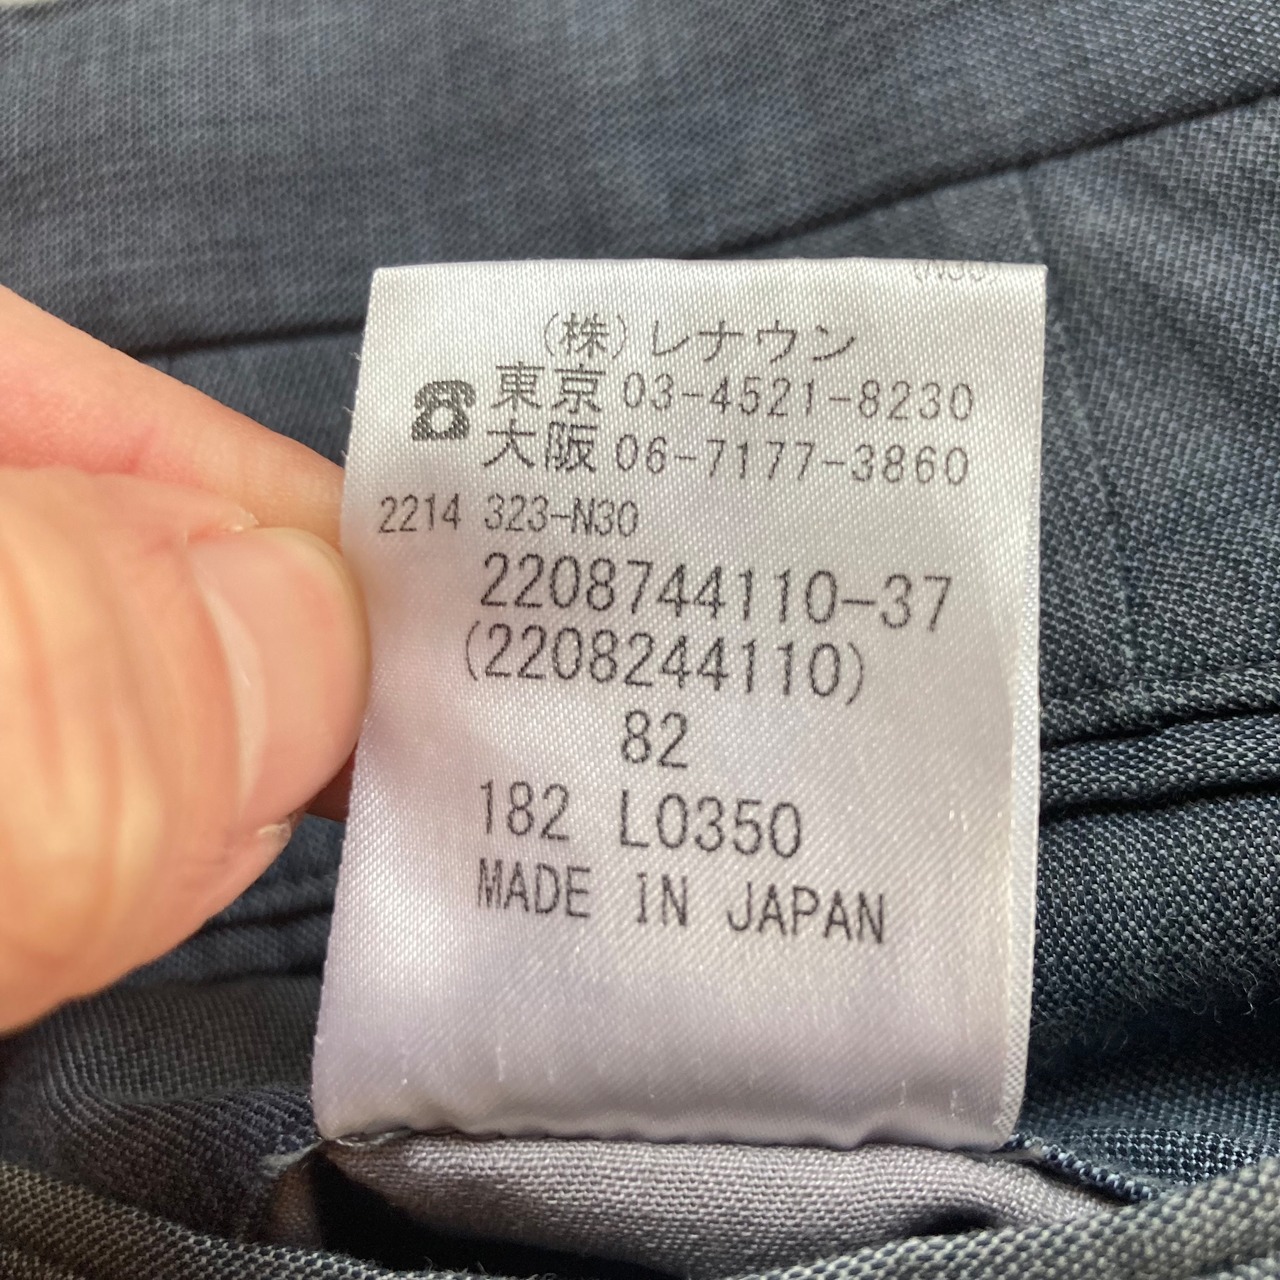 (株)レナウン
☎ 東京 03-4521-8230
大阪 06-7177-3860
2214 323-N30
2208744110-37
(2208244110)
82
182 L0350
MADE IN JAPAN